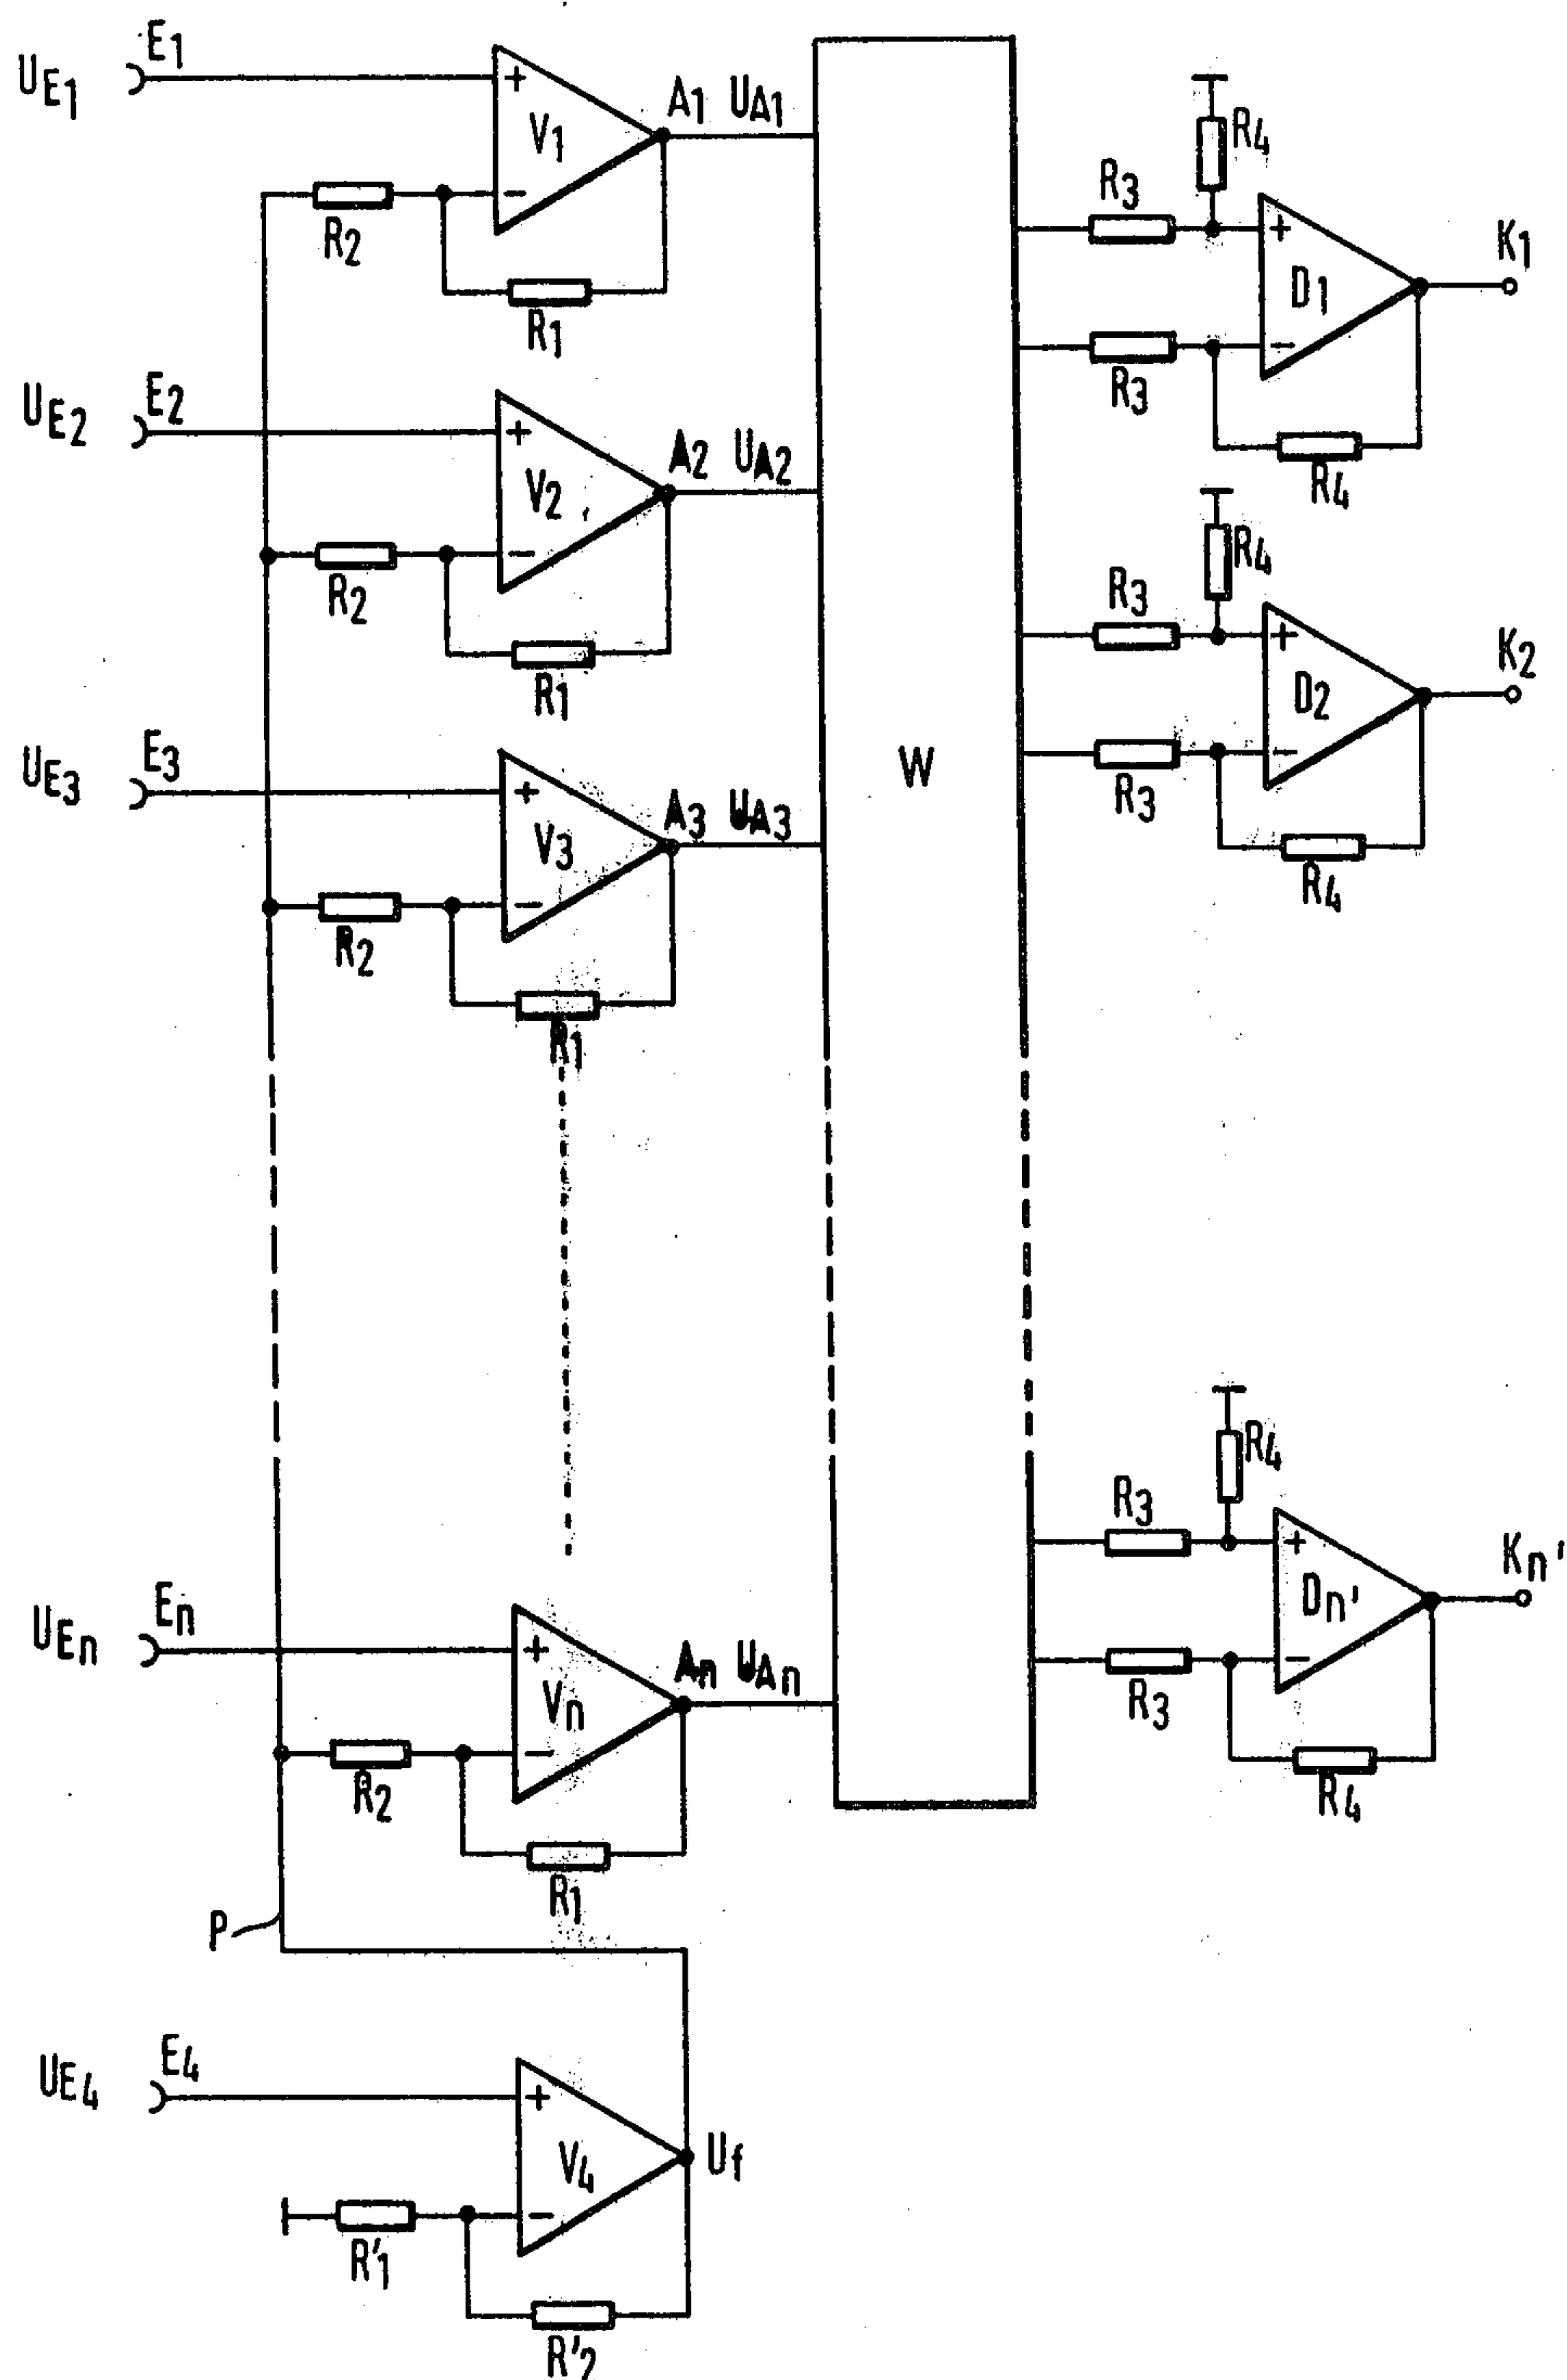 E1
UE1
+
V1
−
A1 UA1
R2
R1
R4
R3
+
D1
−
K1
R3
R4
E2
UE2
+
V2
−
A2 UA2
R2
R1
R4
R3
+
D2
−
K2
R3
R4
W
E3
UE3
+
V3
−
A3 UA3
R2
R1
R4
R3
+
Dn'
−
Kn'
R3
R4
En
UEn
+
Vn
−
An UAn
R2
R1
P
E4
UE4
+
V4
−
Uf
R'1
R'2